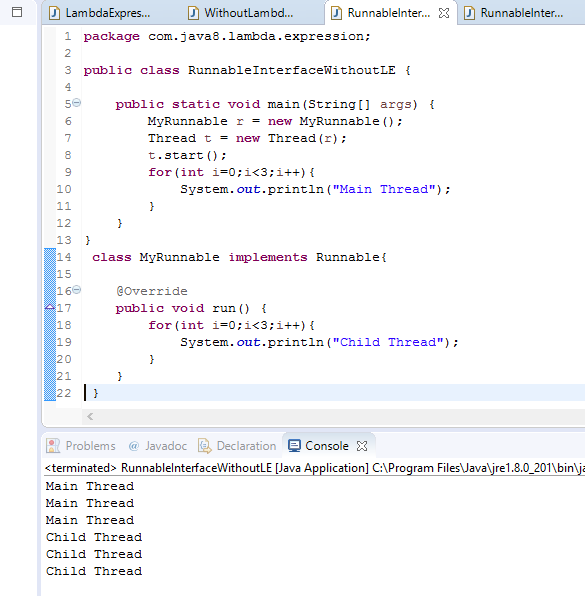 LambdaExpres... WithoutLambd... RunnableInter... RunnableInter...
1 package com.java8.lambda.expression;
2
3 public class RunnableInterfaceWithoutLE {
4
5 public static void main(String[] args) {
6 MyRunnable r = new MyRunnable();
7 Thread t = new Thread(r);
8 t.start();
9 for(int i=0;i<3;i++){
10 System.out.println("Main Thread");
11 }
12 }
13 }
14 class MyRunnable implements Runnable{
15
16 @Override
17 public void run() {
18 for(int i=0;i<3;i++){
19 System.out.println("Child Thread");
20 }
21 }
22 }
Problems @ Javadoc Declaration Console
<terminated> RunnableInterfaceWithoutLE [Java Application] C:\Program Files\Java\jre1.8.0_201\bin\ja
Main Thread
Main Thread
Main Thread
Child Thread
Child Thread
Child Thread